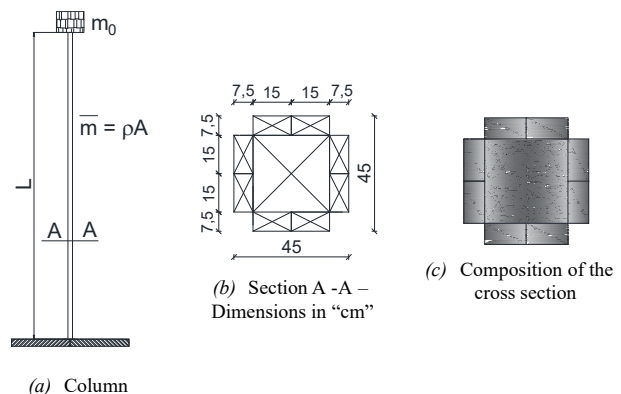 m0
m = ρA
L
A A
(a) Column
7,5 15 15 7,5
7,5
15
15
7,5
45
45
(b) Section A -A –
Dimensions in “cm”
(c) Composition of the
cross section